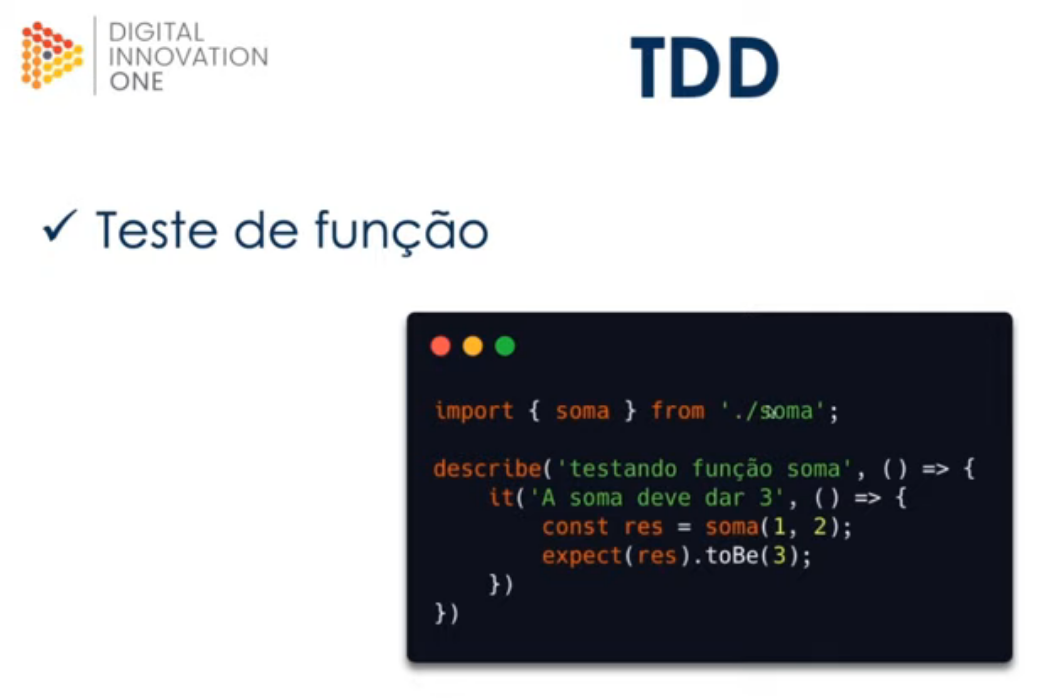 DIGITAL
INNOVATION
ONE
TDD
✓ Teste de função
import { soma } from './soma';
describe('testando função soma', () => {
    it('A soma deve dar 3', () => {
        const res = soma(1, 2);
        expect(res).toBe(3);
    })
})